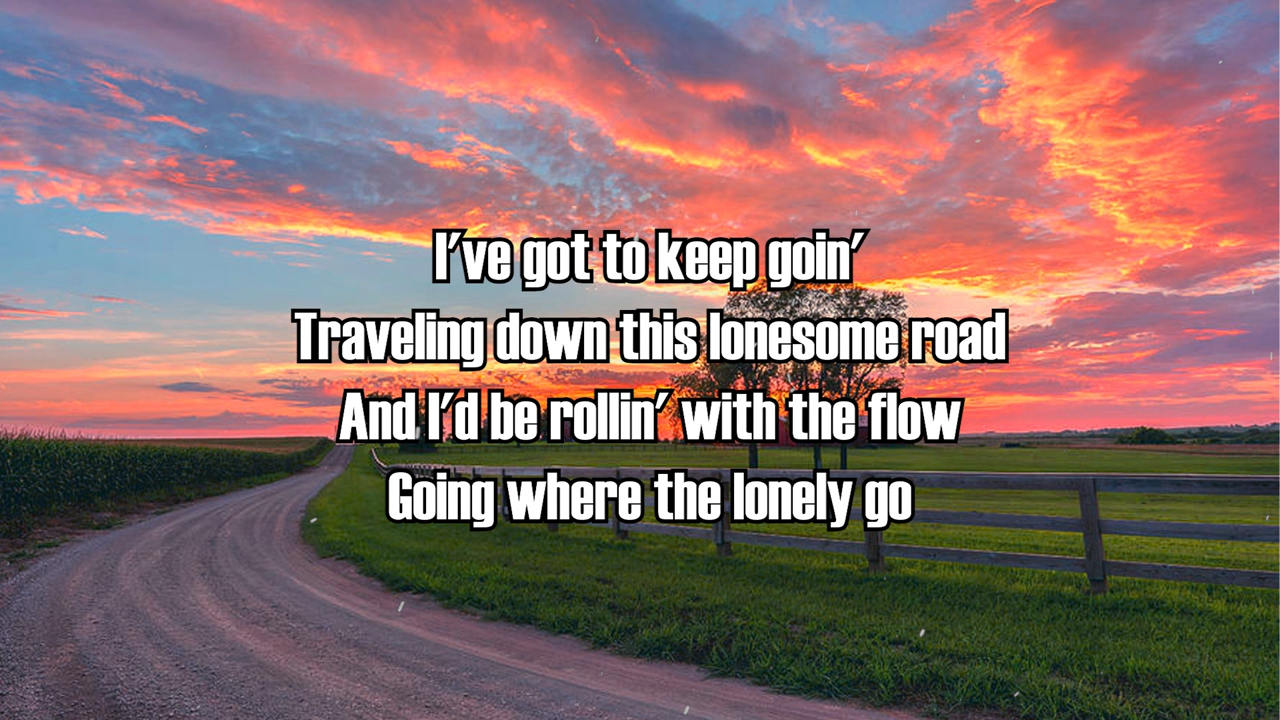 I've got to keep goin'
Traveling down this lonesome road
And I'd be rollin' with the flow
Going where the lonely go